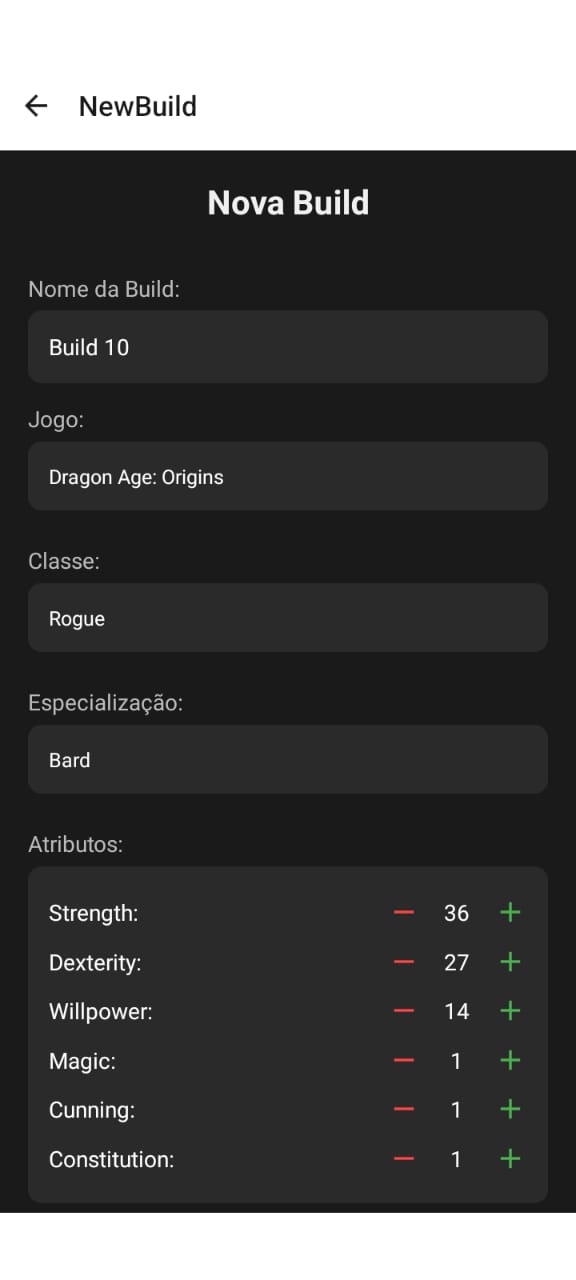 NewBuild
Nova Build
Nome da Build:
Build 10
Jogo:
Dragon Age: Origins
Classe:
Rogue
Especialização:
Bard
Atributos:
Strength: — 36 +
Dexterity: — 27 +
Willpower: — 14 +
Magic: — 1 +
Cunning: — 1 +
Constitution: — 1 +